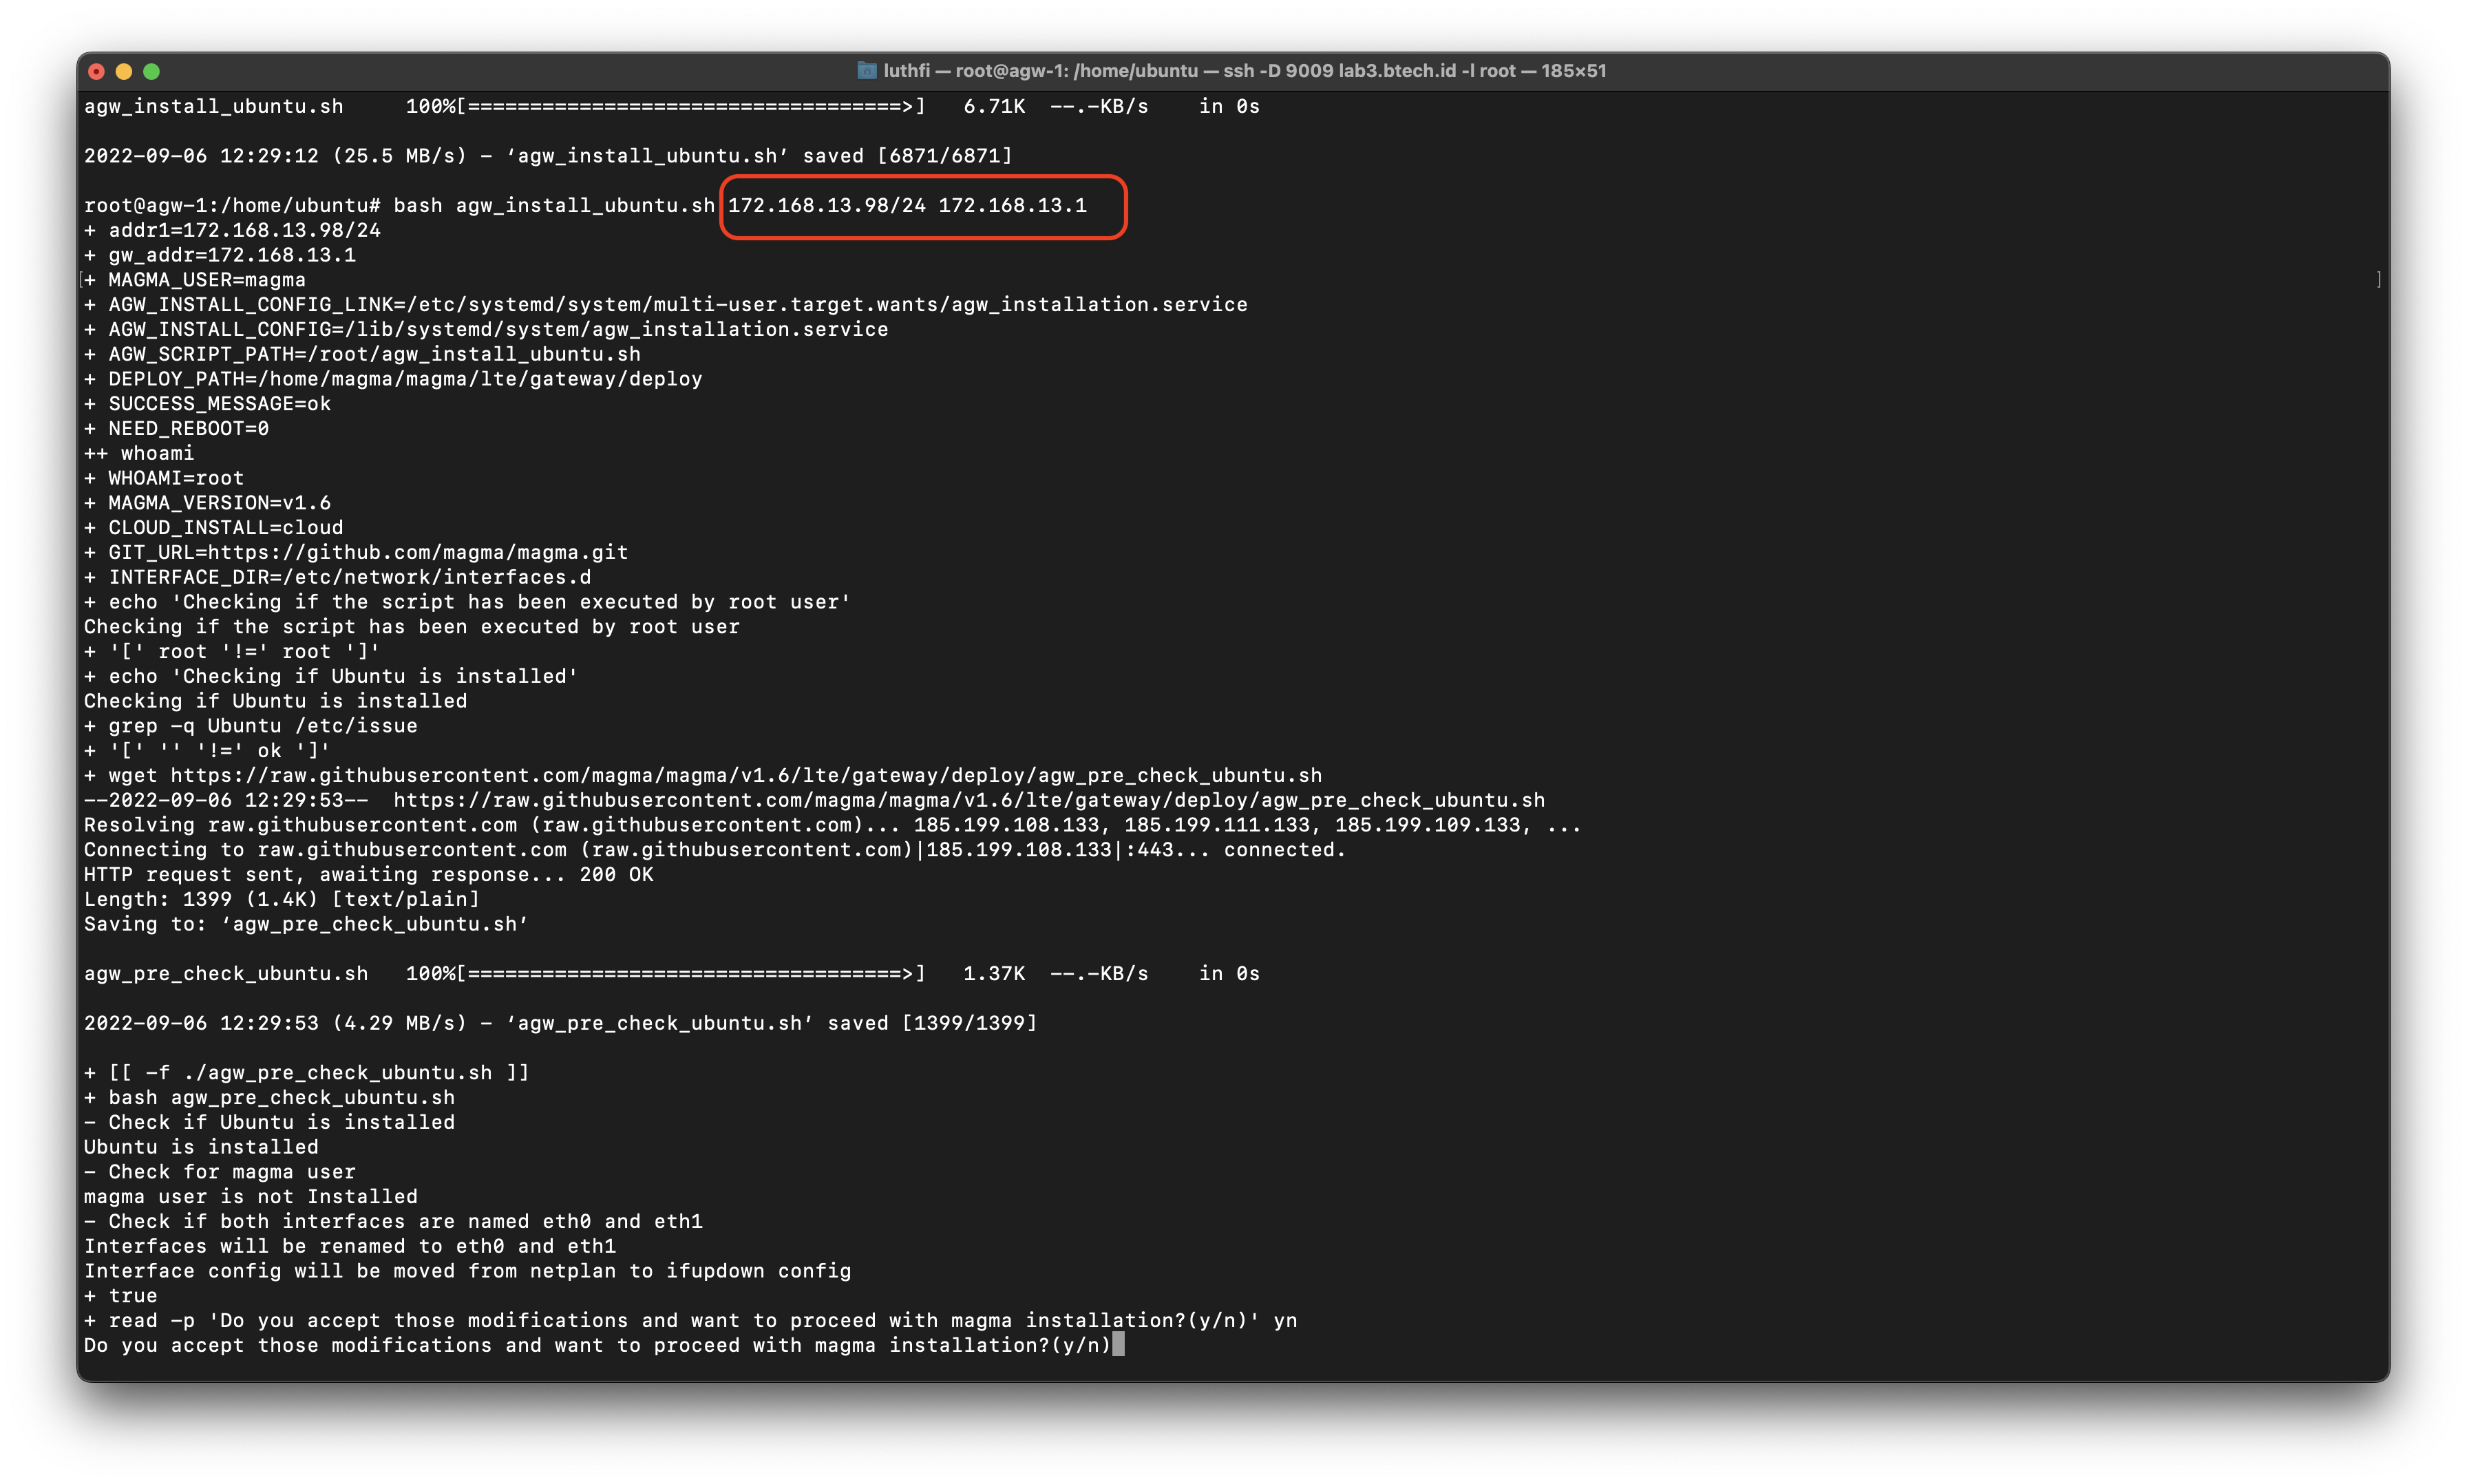 luthfi — root@agw-1: /home/ubuntu — ssh -D 9009 lab3.btech.id -l root — 185×51
agw_install_ubuntu.sh     100%[===================================>]   6.71K  --.-KB/s    in 0s
2022-09-06 12:29:12 (25.5 MB/s) - ‘agw_install_ubuntu.sh’ saved [6871/6871]
root@agw-1:/home/ubuntu# bash agw_install_ubuntu.sh 172.168.13.98/24 172.168.13.1
+ addr1=172.168.13.98/24
+ gw_addr=172.168.13.1
[+ MAGMA_USER=magma ]
+ AGW_INSTALL_CONFIG_LINK=/etc/systemd/system/multi-user.target.wants/agw_installation.service
+ AGW_INSTALL_CONFIG=/lib/systemd/system/agw_installation.service
+ AGW_SCRIPT_PATH=/root/agw_install_ubuntu.sh
+ DEPLOY_PATH=/home/magma/magma/lte/gateway/deploy
+ SUCCESS_MESSAGE=ok
+ NEED_REBOOT=0
++ whoami
+ WHOAMI=root
+ MAGMA_VERSION=v1.6
+ CLOUD_INSTALL=cloud
+ GIT_URL=https://github.com/magma/magma.git
+ INTERFACE_DIR=/etc/network/interfaces.d
+ echo 'Checking if the script has been executed by root user'
Checking if the script has been executed by root user
+ '[' root '!=' root ']'
+ echo 'Checking if Ubuntu is installed'
Checking if Ubuntu is installed
+ grep -q Ubuntu /etc/issue
+ '[' '' '!=' ok ']'
+ wget https://raw.githubusercontent.com/magma/magma/v1.6/lte/gateway/deploy/agw_pre_check_ubuntu.sh
--2022-09-06 12:29:53--  https://raw.githubusercontent.com/magma/magma/v1.6/lte/gateway/deploy/agw_pre_check_ubuntu.sh
Resolving raw.githubusercontent.com (raw.githubusercontent.com)... 185.199.108.133, 185.199.111.133, 185.199.109.133, ...
Connecting to raw.githubusercontent.com (raw.githubusercontent.com)|185.199.108.133|:443... connected.
HTTP request sent, awaiting response... 200 OK
Length: 1399 (1.4K) [text/plain]
Saving to: ‘agw_pre_check_ubuntu.sh’
agw_pre_check_ubuntu.sh   100%[===================================>]   1.37K  --.-KB/s    in 0s
2022-09-06 12:29:53 (4.29 MB/s) - ‘agw_pre_check_ubuntu.sh’ saved [1399/1399]
+ [[ -f ./agw_pre_check_ubuntu.sh ]]
+ bash agw_pre_check_ubuntu.sh
- Check if Ubuntu is installed
Ubuntu is installed
- Check for magma user
magma user is not Installed
- Check if both interfaces are named eth0 and eth1
Interfaces will be renamed to eth0 and eth1
Interface config will be moved from netplan to ifupdown config
+ true
+ read -p 'Do you accept those modifications and want to proceed with magma installation?(y/n)' yn
Do you accept those modifications and want to proceed with magma installation?(y/n)